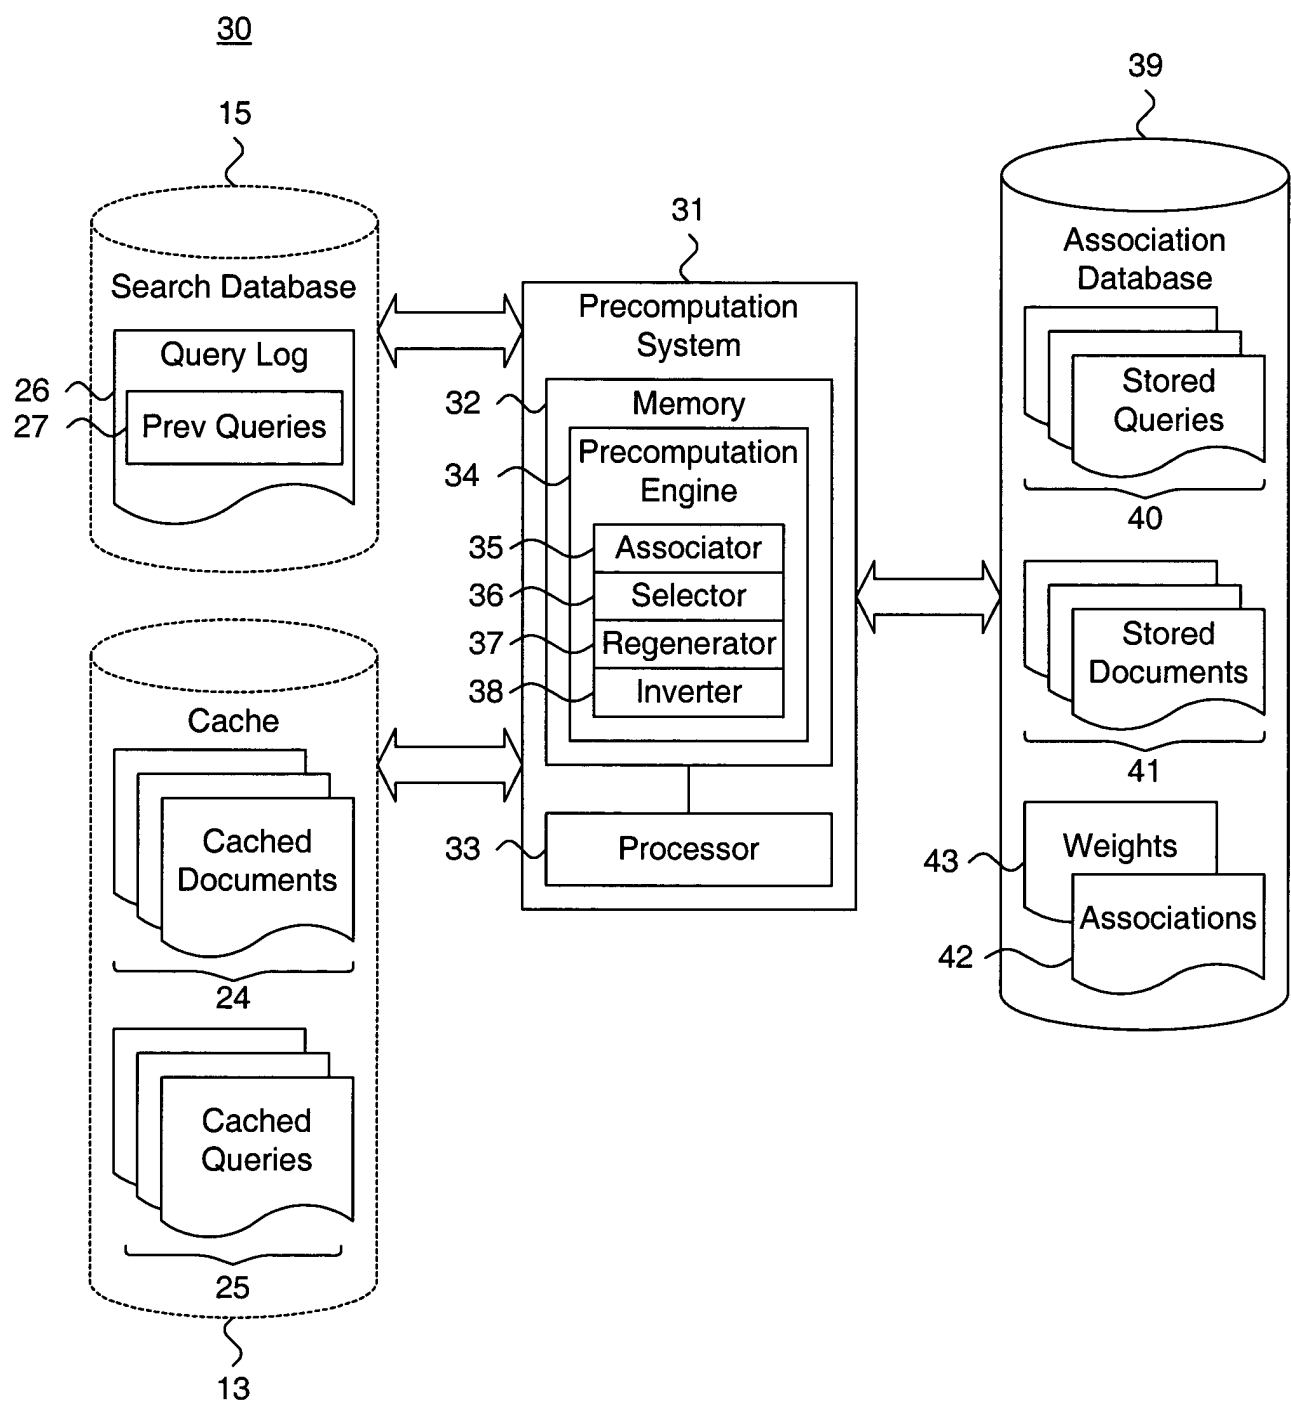 30
15
Search Database
Query Log
26
27
Prev Queries
Cache
Cached
Documents
24
Cached
Queries
25
13
31
Precomputation
System
32
Memory
34
Precomputation
Engine
35
Associator
36
Selector
37
Regenerator
38
Inverter
33
Processor
39
Association
Database
Stored
Queries
40
Stored
Documents
41
43
Weights
42
Associations